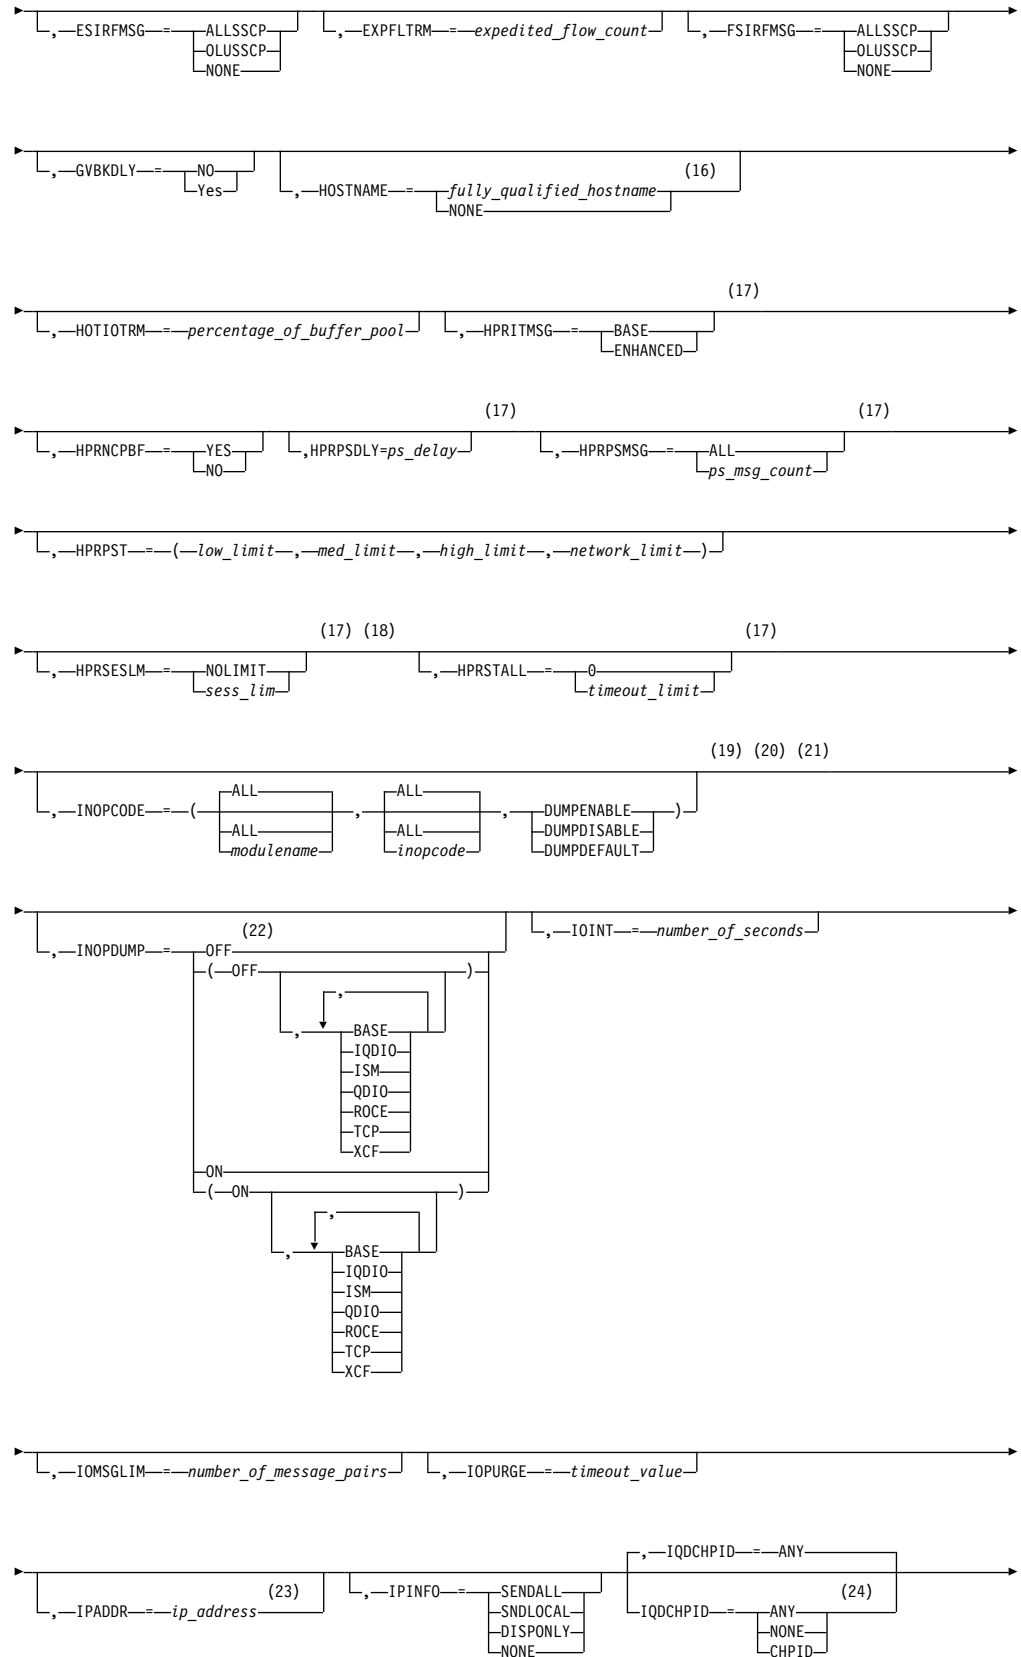 ,—ESIRFMSG—=—ALLSSCP
OLUSSCP
NONE
,—EXPFLTRM—=—expedited_flow_count
,—FSIRFMSG—=—ALLSSCP
OLUSSCP
NONE
,—GVBKDLY—=—NO
Yes
,—HOSTNAME—=—fully_qualified_hostname (16)
NONE
,—HOTIOTRM—=—percentage_of_buffer_pool
,—HPRITMSG—=—BASE (17)
ENHANCED
,—HPRNCPBF—=—YES
NO
,HPRPSDLY=ps_delay (17)
,—HPRPSMSG—=—ALL (17)
ps_msg_count
,—HPRPST—=—(—low_limit—,—med_limit—,—high_limit—,—network_limit—)
,—HPRSESLM—=—NOLIMIT (17) (18)
sess_lim
,—HPRSTALL—=—0 (17)
timeout_limit
(19) (20) (21)
,—INOPCODE—=—(
ALL
ALL
modulename
,
ALL
ALL
inopcode
,—DUMPENABLE—)
DUMPDISABLE
DUMPDEFAULT
(22)
,—INOPDUMP—=—OFF
(—OFF )
,
,
BASE
IQDIO
ISM
QDIO
ROCE
TCP
XCF
ON
(—ON )
,
,
BASE
IQDIO
ISM
QDIO
ROCE
TCP
XCF
,—IOINT—=—number_of_seconds
,—IOMSGLIM—=—number_of_message_pairs
,—IOPURGE—=—timeout_value
,—IPADDR—=—ip_address (23)
,—IPINFO—=—SENDALL
SNDLOCAL
DISPONLY
NONE
,—IQDCHPID—=—ANY
IQDCHPID—=—ANY (24)
NONE
CHPID